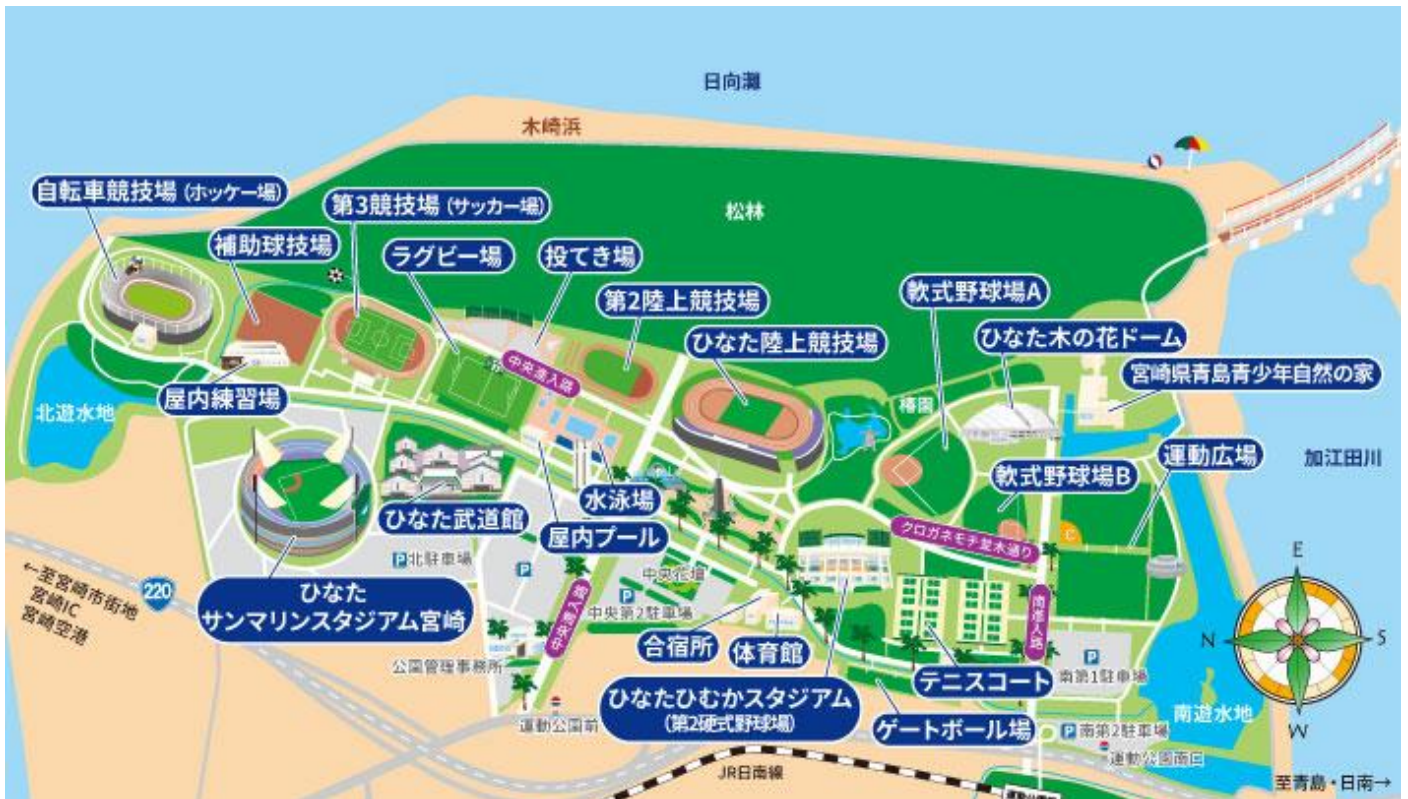 日向灘
木崎浜
松林
自転車競技場（ホッケー場）
第3競技場（サッカー場）
補助球技場
ラグビー場
投てき場
第2陸上競技場
軟式野球場A
ひなた陸上競技場
ひなた木の花ドーム
宮崎県青島青少年自然の家
中央進入路
椿園
屋内練習場
北遊水地
運動広場
加江田川
軟式野球場B
水泳場
ひなた武道館
屋内プール
クロガネモチ並木通り
P北駐車場
P
中央花壇
P
中央第2駐車場
E
N
S
W
←至宮崎市街地
宮崎IC
宮崎空港
220
ひなた
サンマリンスタジアム宮崎
合宿所
体育館
南進入路
P
南第1駐車場
公園管理事務所
テニスコート
ひなたひむかスタジアム
（第2硬式野球場）
ゲートボール場
南遊水地
運動公園前
P南第2駐車場
運動公園南口
JR日南線
至青島・日南→